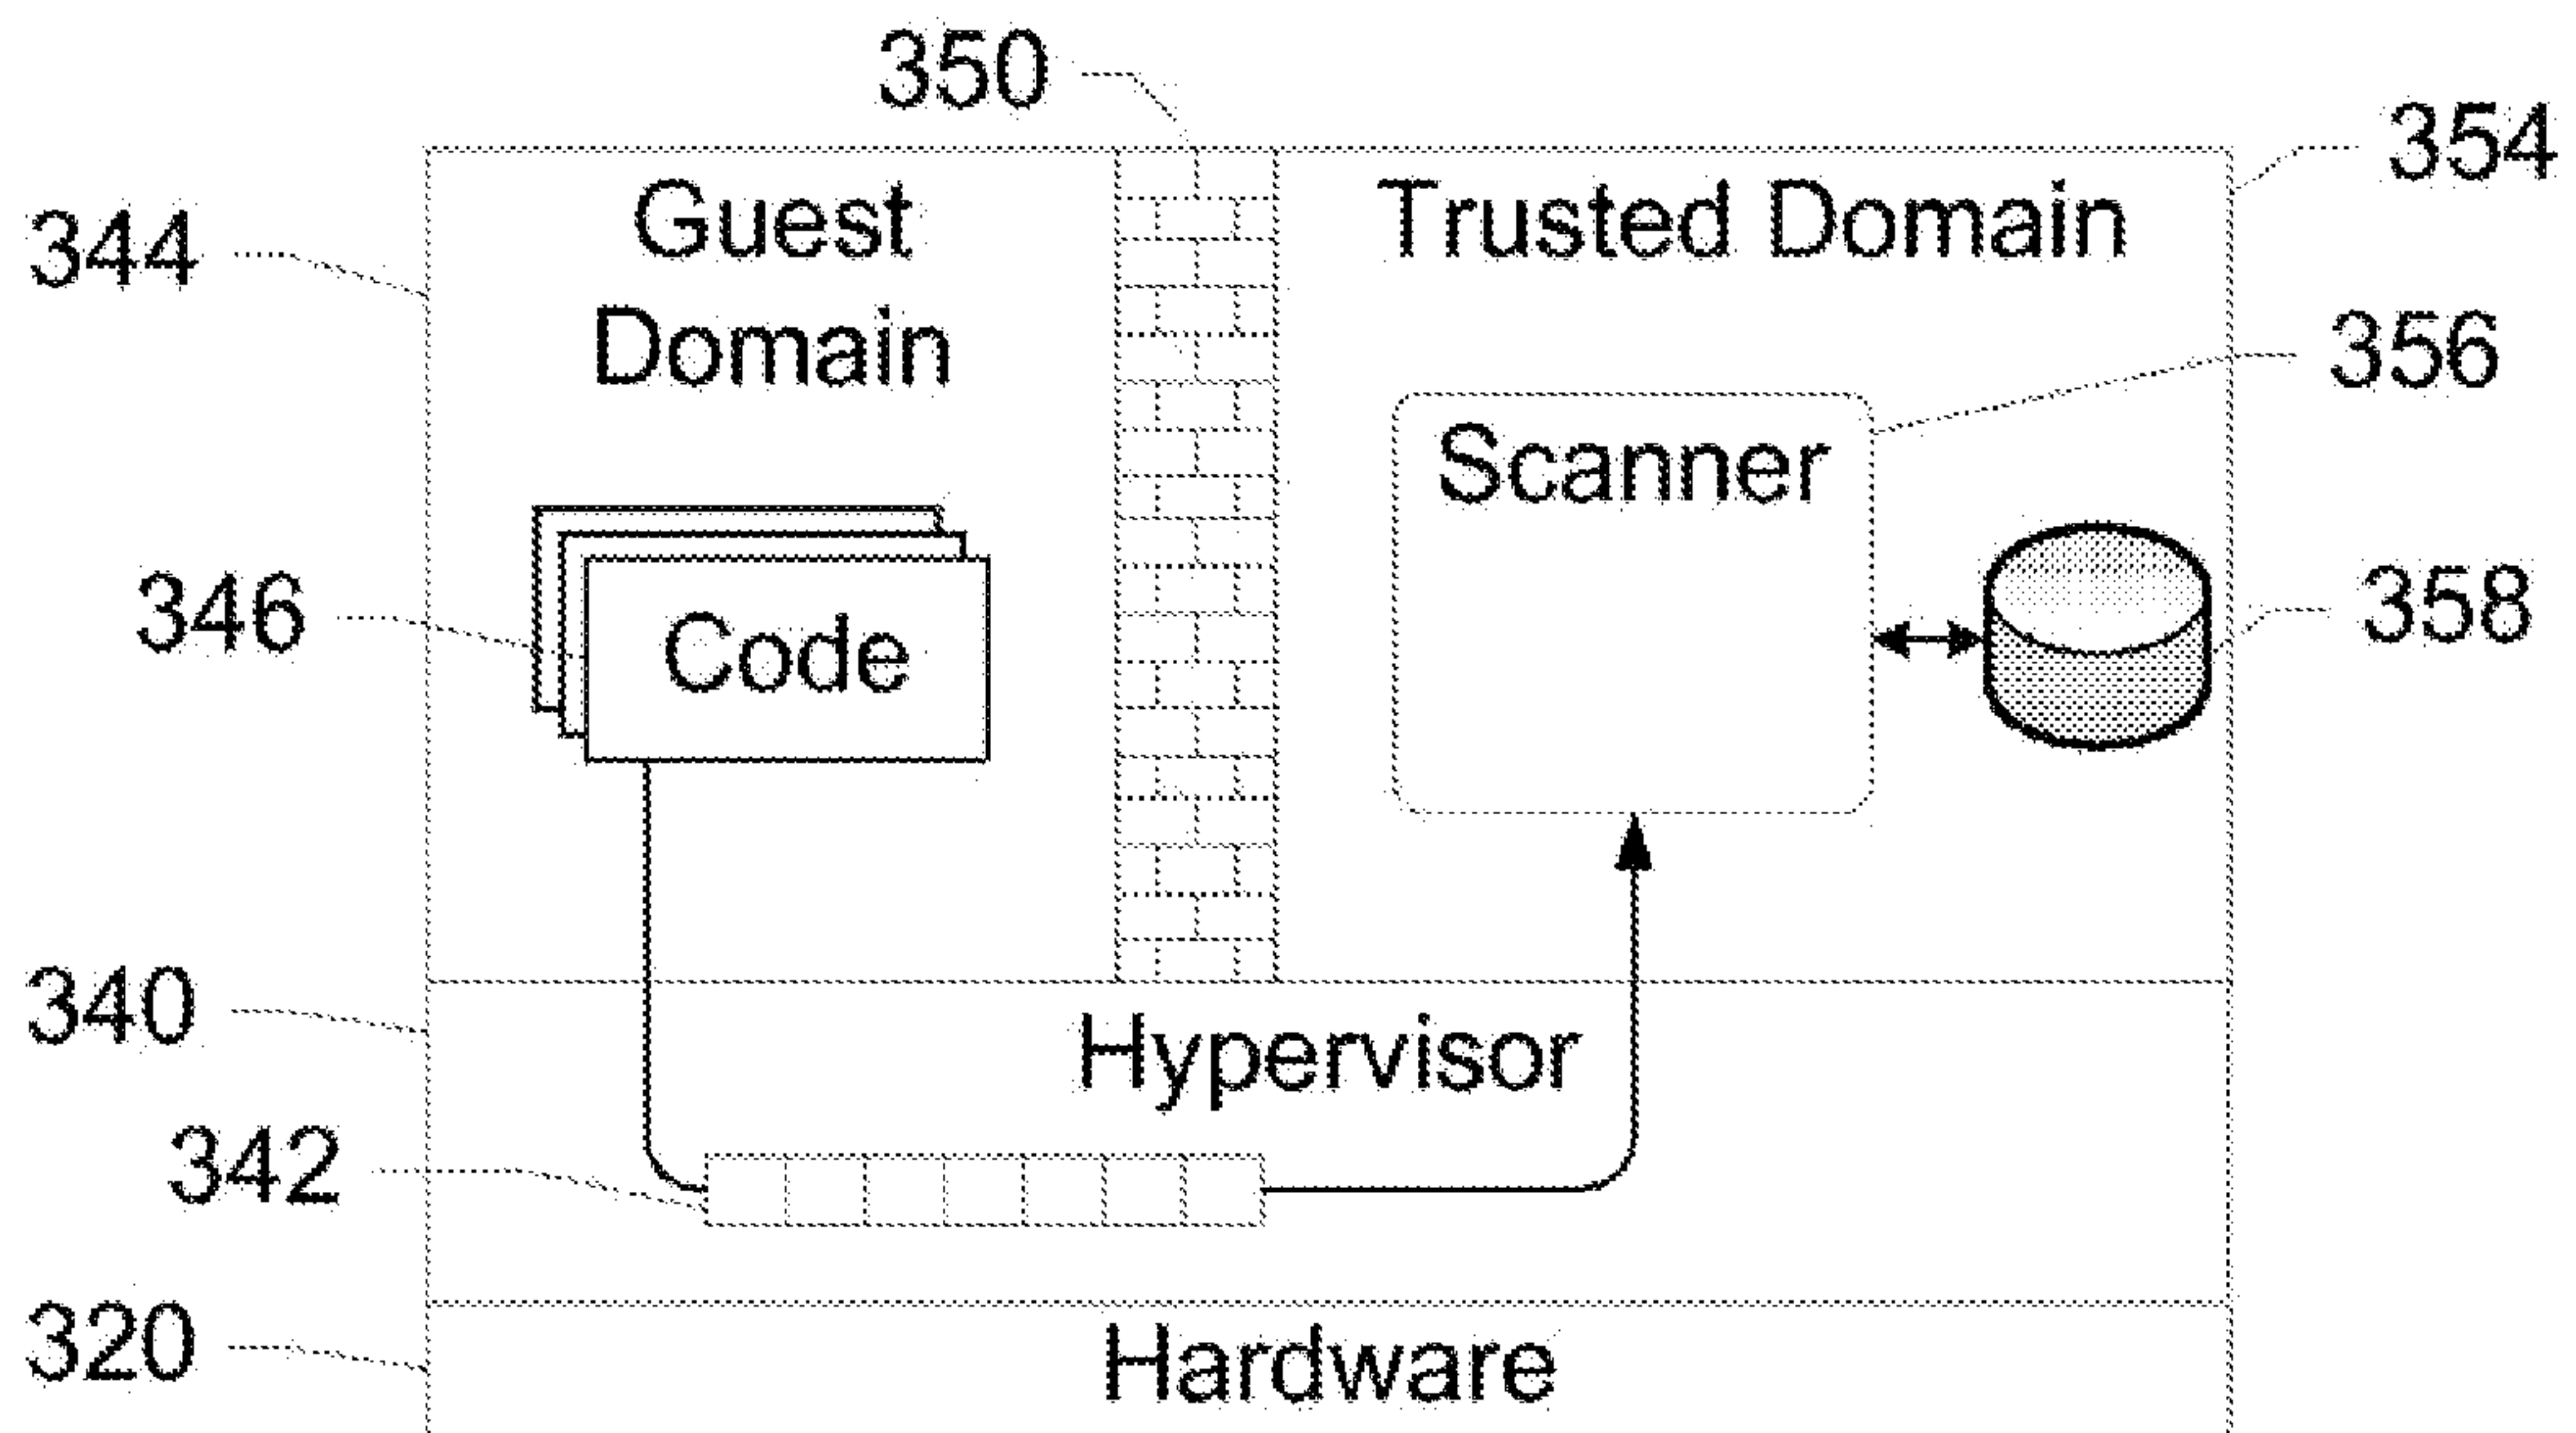 350
354
344
Guest
Domain
Trusted Domain
356
Scanner
346
Code
358
340
Hypervisor
342
320
Hardware